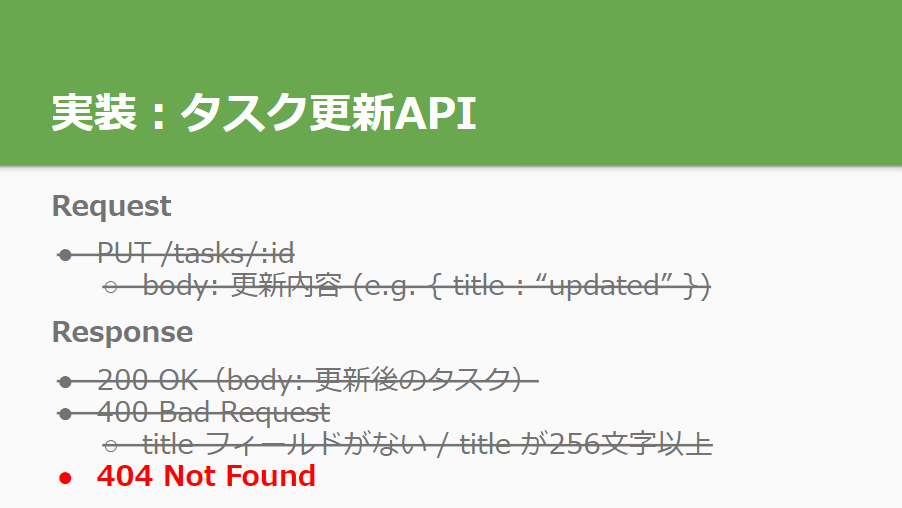 実装：タスク更新API
Request
● PUT /tasks/:id
○ body: 更新内容 (e.g. { title : “updated” })
Response
● 200 OK（body: 更新後のタスク）
● 400 Bad Request
○ title フィールドがない / title が256文字以上
● 404 Not Found